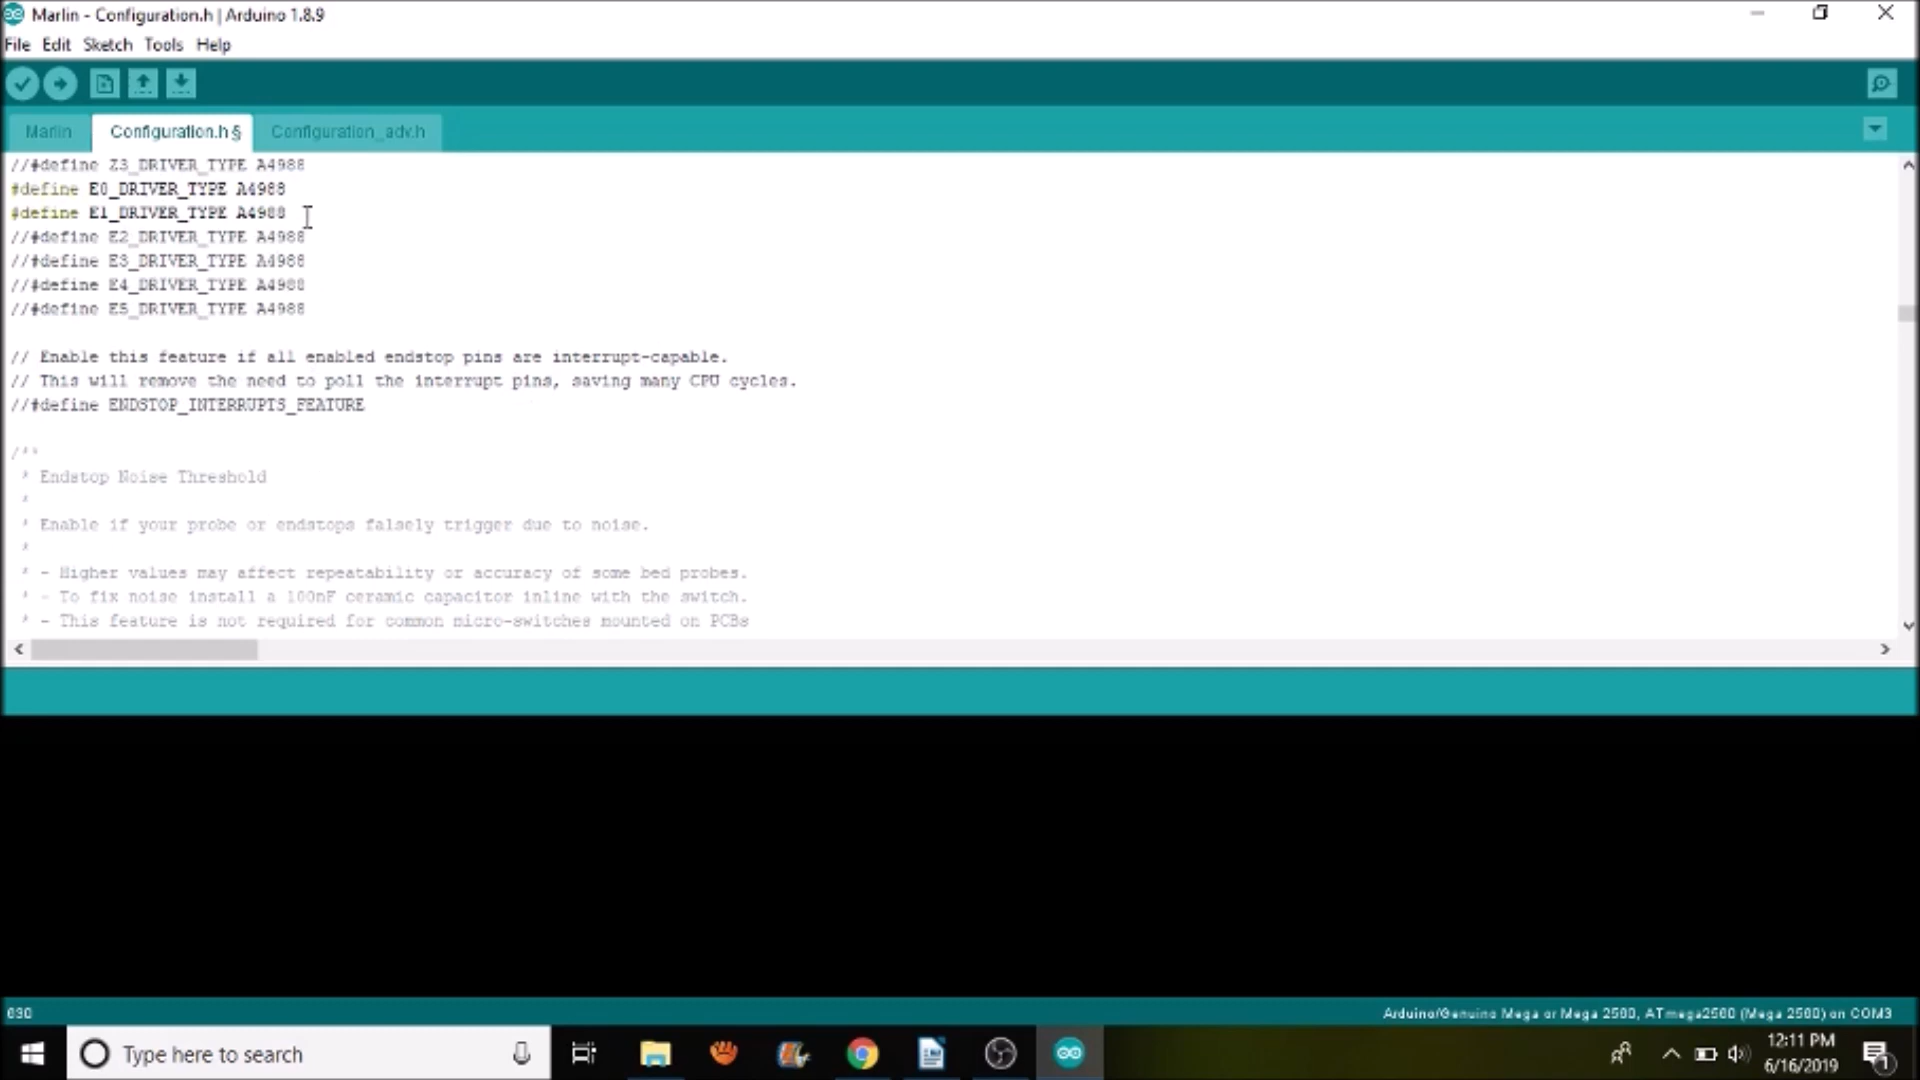 Marlin - Configuration.h | Arduino 1.8.9
File Edit Sketch Tools Help
Marlin Configuration.h § Configuration_adv.h
//#define Z3_DRIVER_TYPE A4988
#define E0_DRIVER_TYPE A4988
#define E1_DRIVER_TYPE A4988
//#define E2_DRIVER_TYPE A4988
//#define E3_DRIVER_TYPE A4988
//#define E4_DRIVER_TYPE A4988
//#define E5_DRIVER_TYPE A4988
// Enable this feature if all enabled endstop pins are interrupt-capable.
// This will remove the need to poll the interrupt pins, saving many CPU cycles.
//#define ENDSTOP_INTERRUPTS_FEATURE
/**
* Endstop Noise Threshold
*
* Enable if your probe or endstops falsely trigger due to noise.
*
* - Higher values may affect repeatability or accuracy of some bed probes.
* - To fix noise install a 100nF ceramic capacitor inline with the switch.
* - This feature is not required for common micro-switches mounted on PCBs
630
Arduino/Genuino Mega or Mega 2560, ATmega2560 (Mega 2560) on COM3
Type here to search
12:11 PM
6/16/2019
1